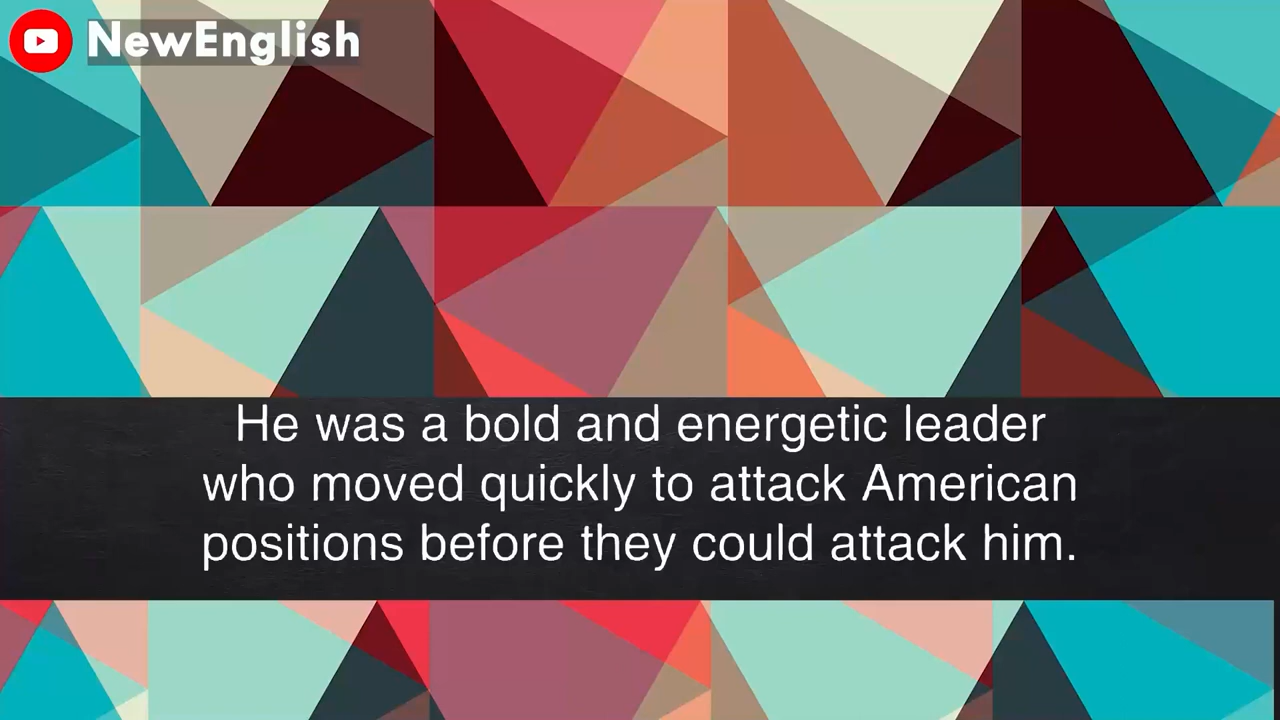 NewEnglish
He was a bold and energetic leader
who moved quickly to attack American
positions before they could attack him.